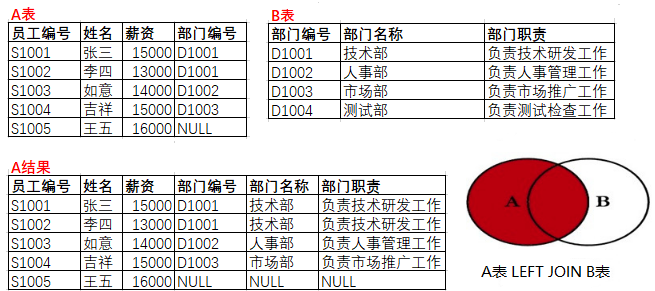 A表
员工编号 姓名 薪资 部门编号
S1001 张三 15000 D1001
S1002 李四 13000 D1001
S1003 如意 14000 D1002
S1004 吉祥 15000 D1003
S1005 王五 16000 NULL
B表
部门编号 部门名称 部门职责
D1001 技术部 负责技术研发工作
D1002 人事部 负责人事管理工作
D1003 市场部 负责市场推广工作
D1004 测试部 负责测试检查工作
A结果
员工编号 姓名 薪资 部门编号 部门名称 部门职责
S1001 张三 15000 D1001 技术部 负责技术研发工作
S1002 李四 13000 D1001 技术部 负责技术研发工作
S1003 如意 14000 D1002 人事部 负责人事管理工作
S1004 吉祥 15000 D1003 市场部 负责市场推广工作
S1005 王五 16000 NULL NULL NULL
A B
A表 LEFT JOIN B表